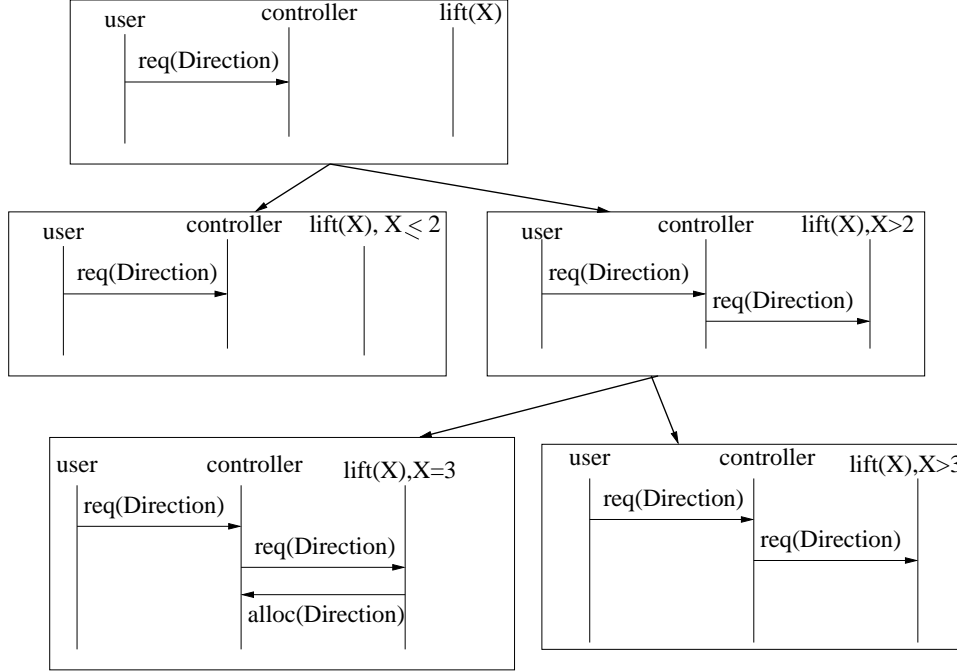 user controller lift(X)
req(Direction)
user controller lift(X), X ≤ 2
req(Direction)
user controller lift(X),X>2
req(Direction)
req(Direction)
user controller lift(X),X=3
req(Direction)
req(Direction)
alloc(Direction)
user controller lift(X),X>3
req(Direction)
req(Direction)